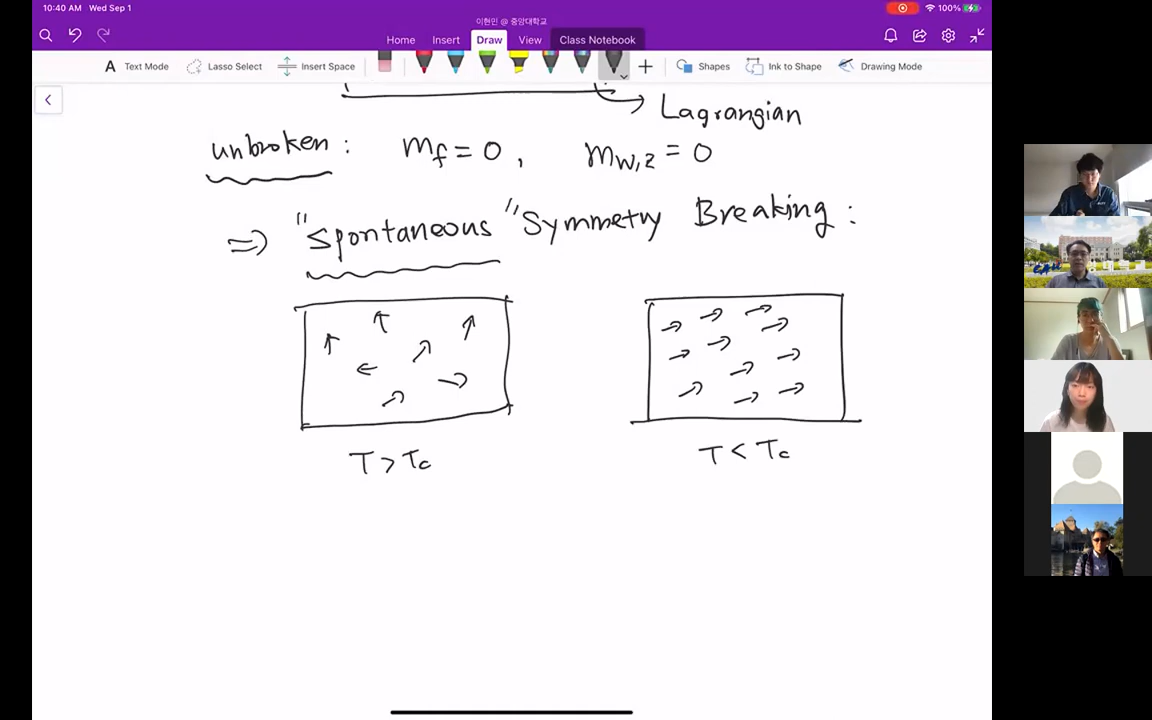 10:40 AM Wed Sep 1
100%
이현민 @ 중앙대학교
Home Insert Draw View Class Notebook
A Text Mode Lasso Select Insert Space Shapes Ink to Shape Drawing Mode
Lagrangian
unbroken : m_f = 0 , m_W,Z = 0
⇒ "Spontaneous" Symmetry Breaking :
T > Tc
T < Tc